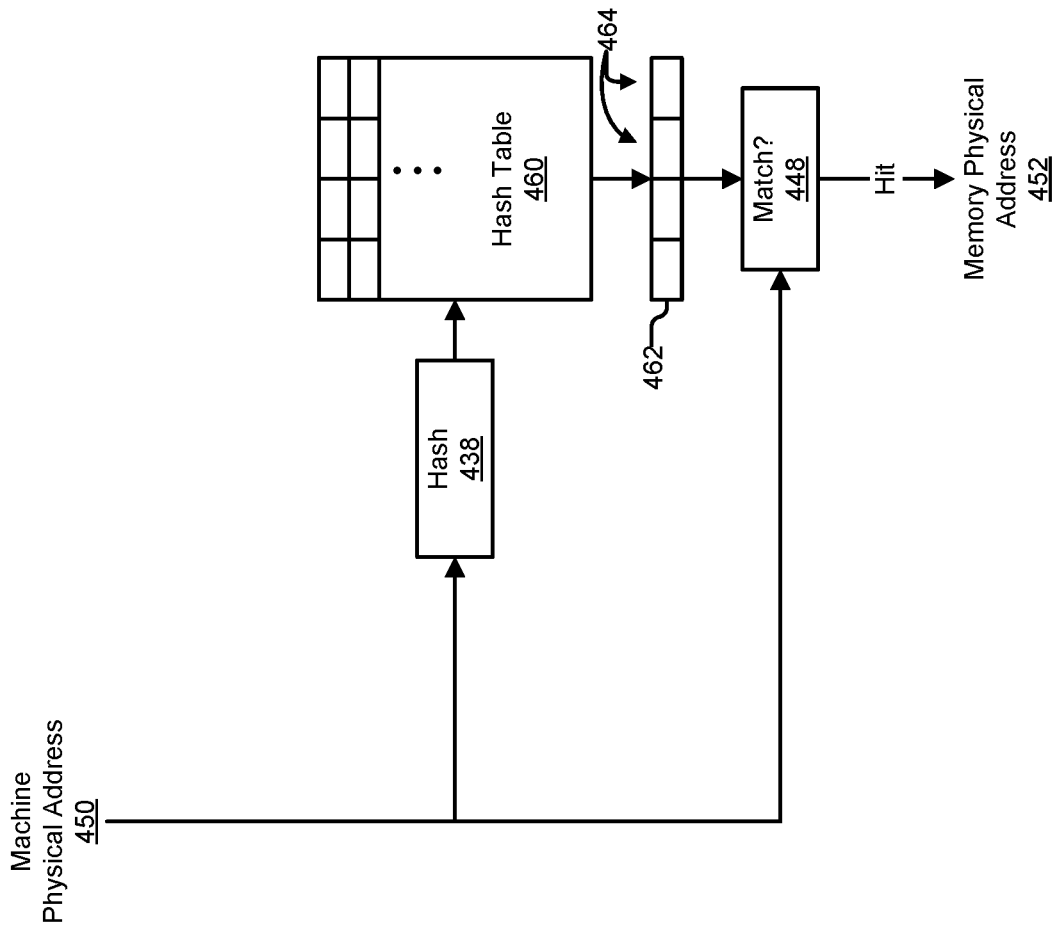 Machine
Physical Address
450
Hash
438
Hash Table
460
464
462
Match?
448
Hit
Memory Physical
Address
452